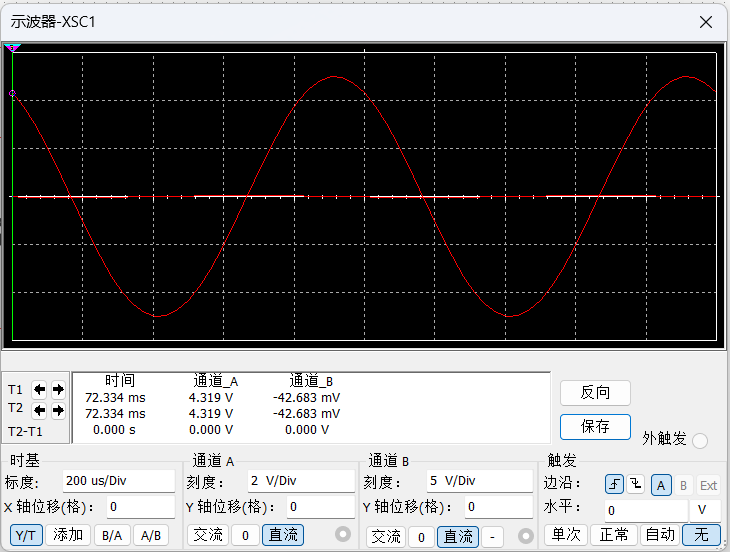 示波器-XSC1
时间 通道_A 通道_B
T1 72.334 ms 4.319 V -42.683 mV
T2 72.334 ms 4.319 V -42.683 mV
T2-T1 0.000 s 0.000 V 0.000 V
反向
保存
外触发
时基
标度: 200 us/Div
X 轴位移(格): 0
Y/T 添加 B/A A/B
通道 A
刻度: 2 V/Div
Y 轴位移(格): 0
交流 0 直流
通道 B
刻度: 5 V/Div
Y 轴位移(格): 0
交流 0 直流 -
触发
边沿: A B Ext
水平: 0 V
单次 正常 自动 无